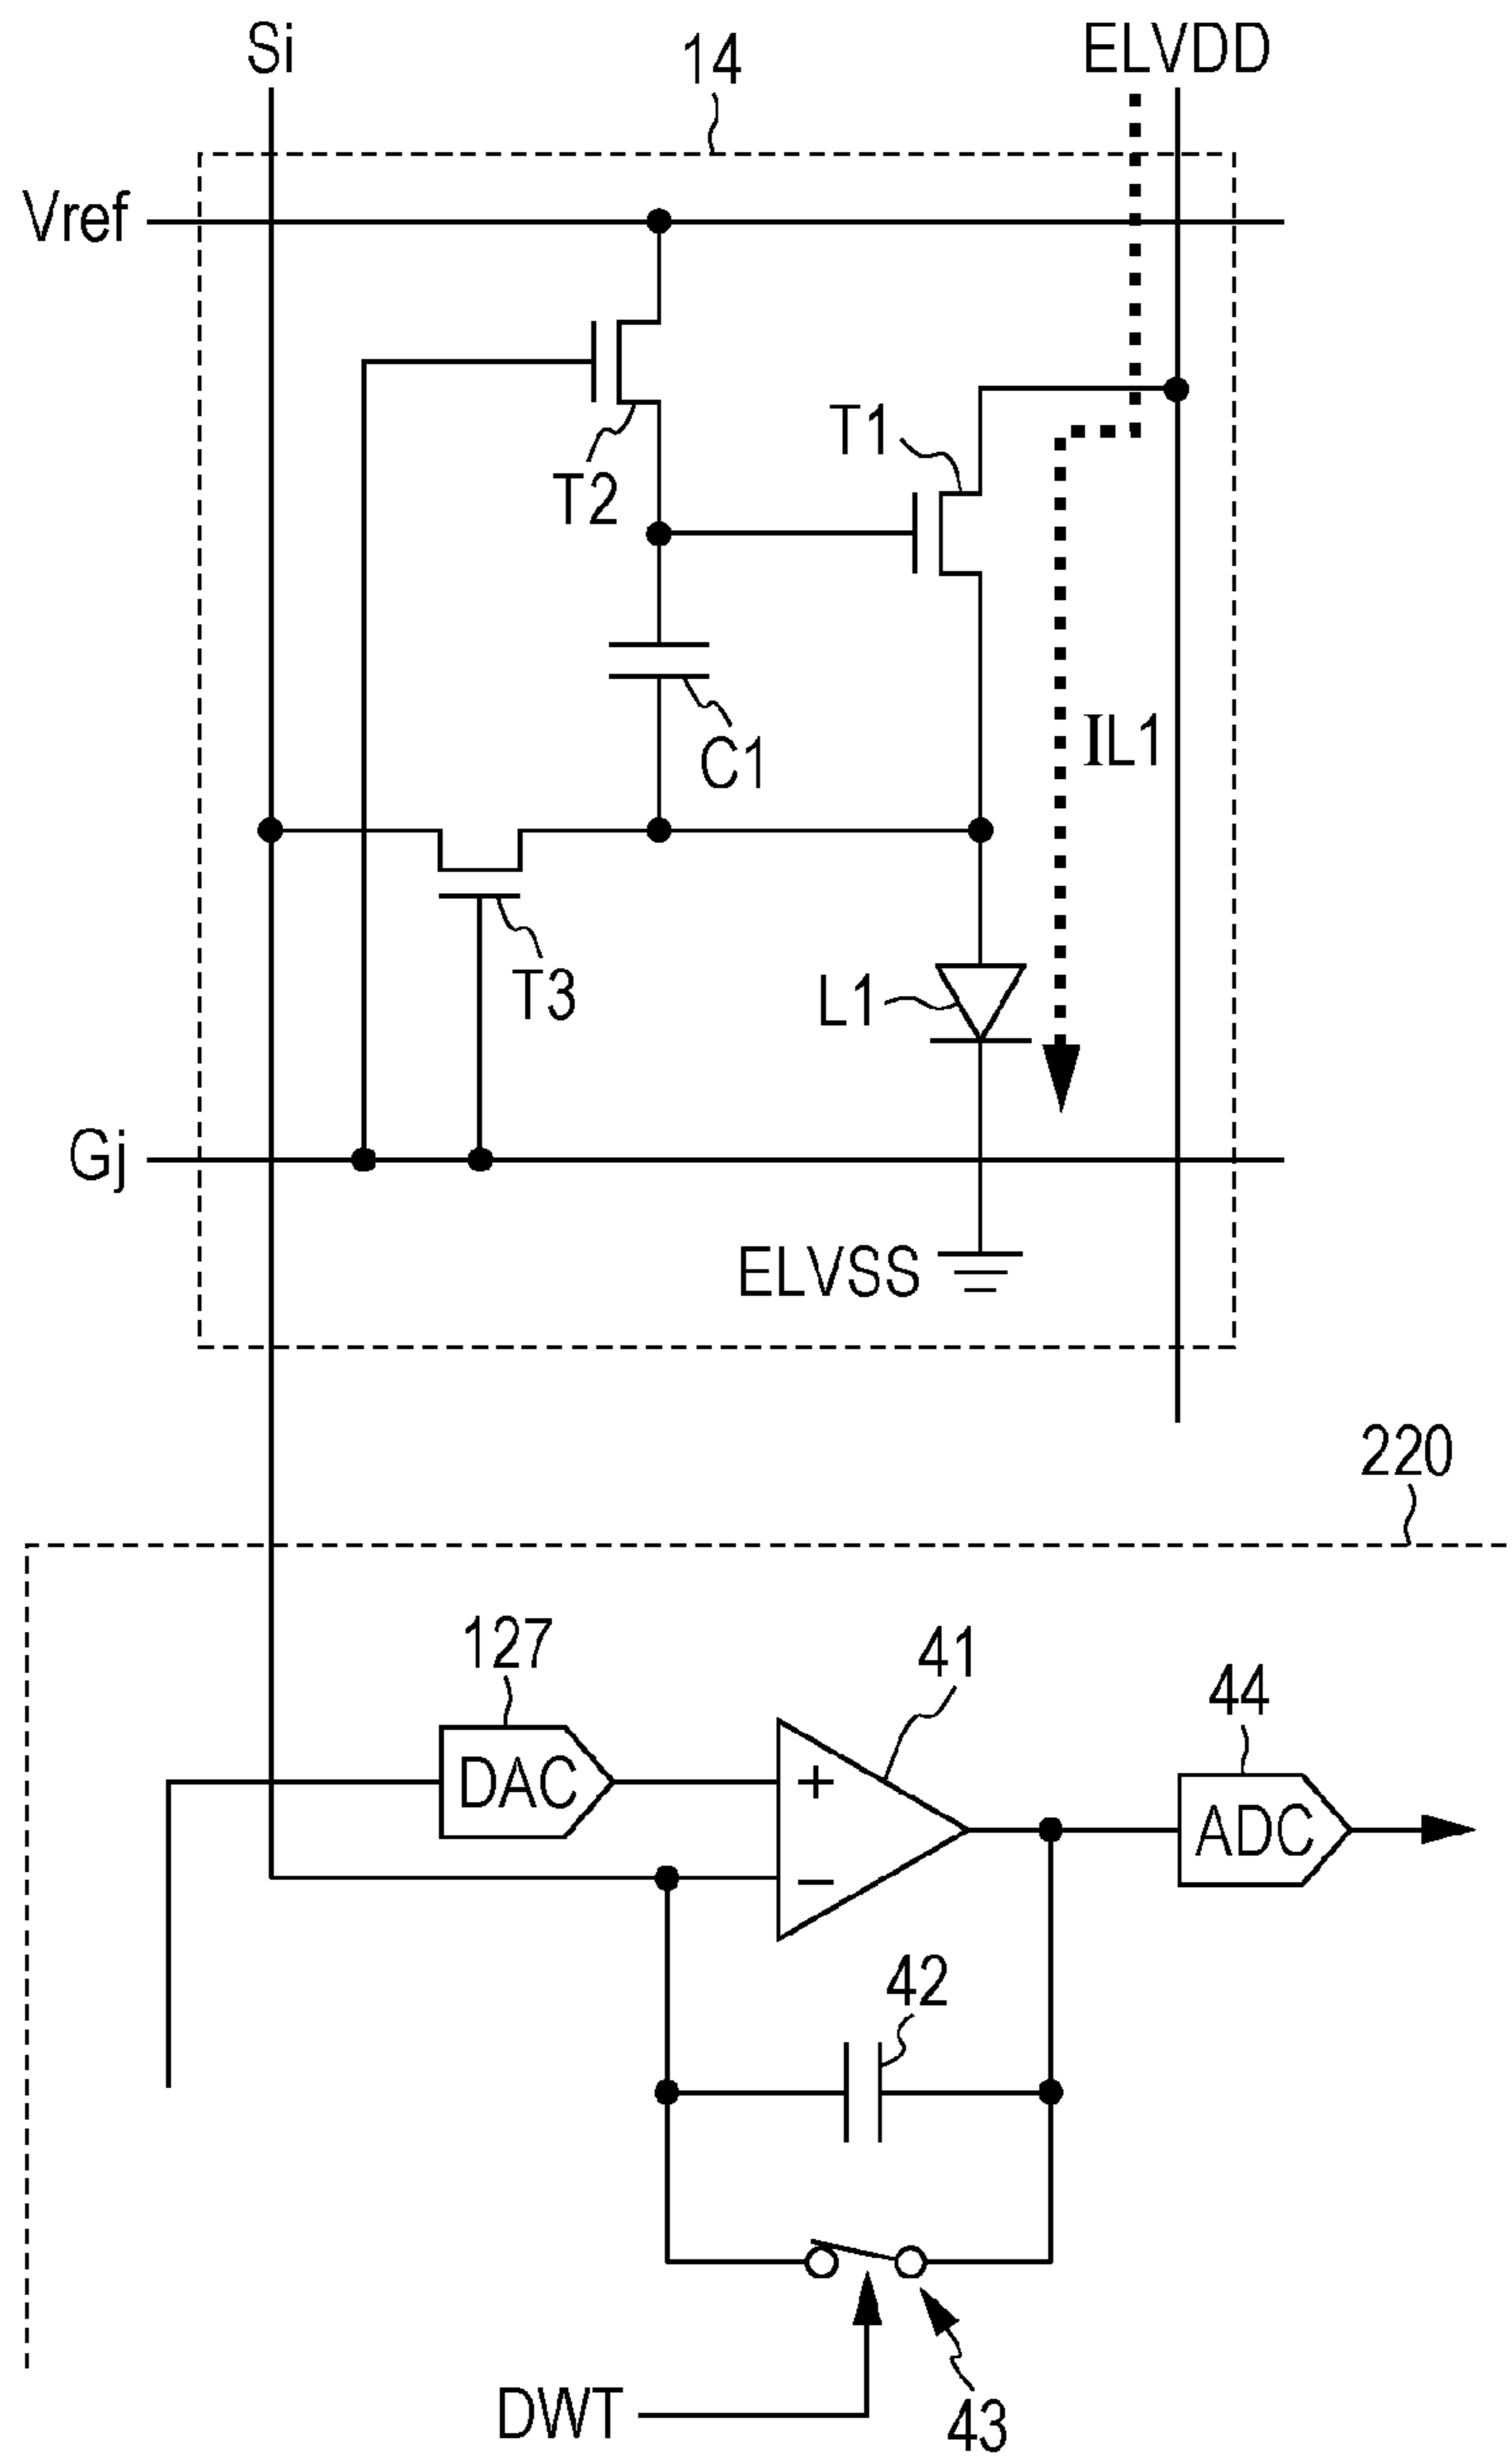 Si
14
ELVDD
Vref
T1
T2
C1
IL1
T3
L1
Gj
ELVSS
220
127
41
44
DAC
+
ADC
−
42
DWT
43